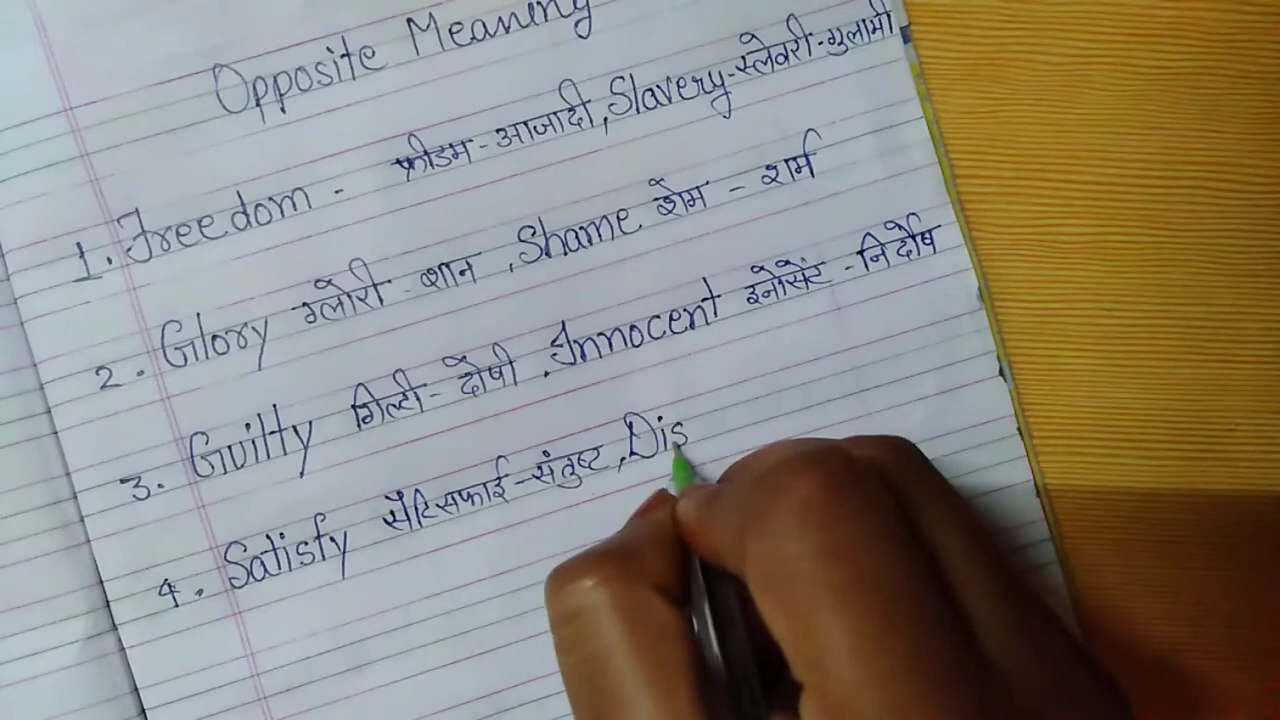 Opposite Meaning
1. Freedom - फ्रीडम - आजादी, Slavery-स्लेवरी-गुलामी
2. Glory ग्लोरी - शान, Shame शेम - शर्म
3. Guilty गिल्टी - दोषी, Innocent इनोसेंट - निर्दोष
4. Satisfy सैटिसफाई-संतुष्ट, Dis